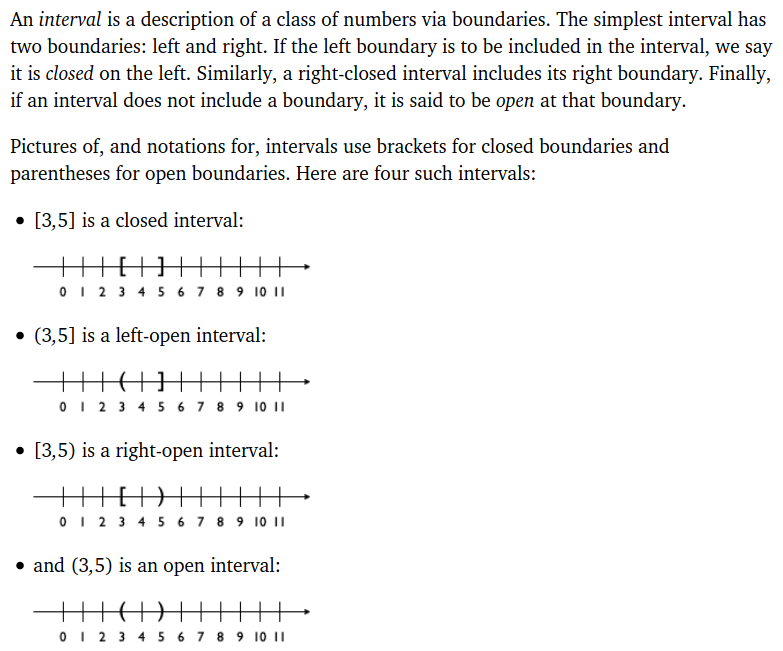 An interval is a description of a class of numbers via boundaries. The simplest interval has
two boundaries: left and right. If the left boundary is to be included in the interval, we say
it is closed on the left. Similarly, a right-closed interval includes its right boundary. Finally,
if an interval does not include a boundary, it is said to be open at that boundary.
Pictures of, and notations for, intervals use brackets for closed boundaries and
parentheses for open boundaries. Here are four such intervals:
• [3,5] is a closed interval:
[ ]
0 1 2 3 4 5 6 7 8 9 10 11
• (3,5] is a left-open interval:
( ]
0 1 2 3 4 5 6 7 8 9 10 11
• [3,5) is a right-open interval:
[ )
0 1 2 3 4 5 6 7 8 9 10 11
• and (3,5) is an open interval:
( )
0 1 2 3 4 5 6 7 8 9 10 11